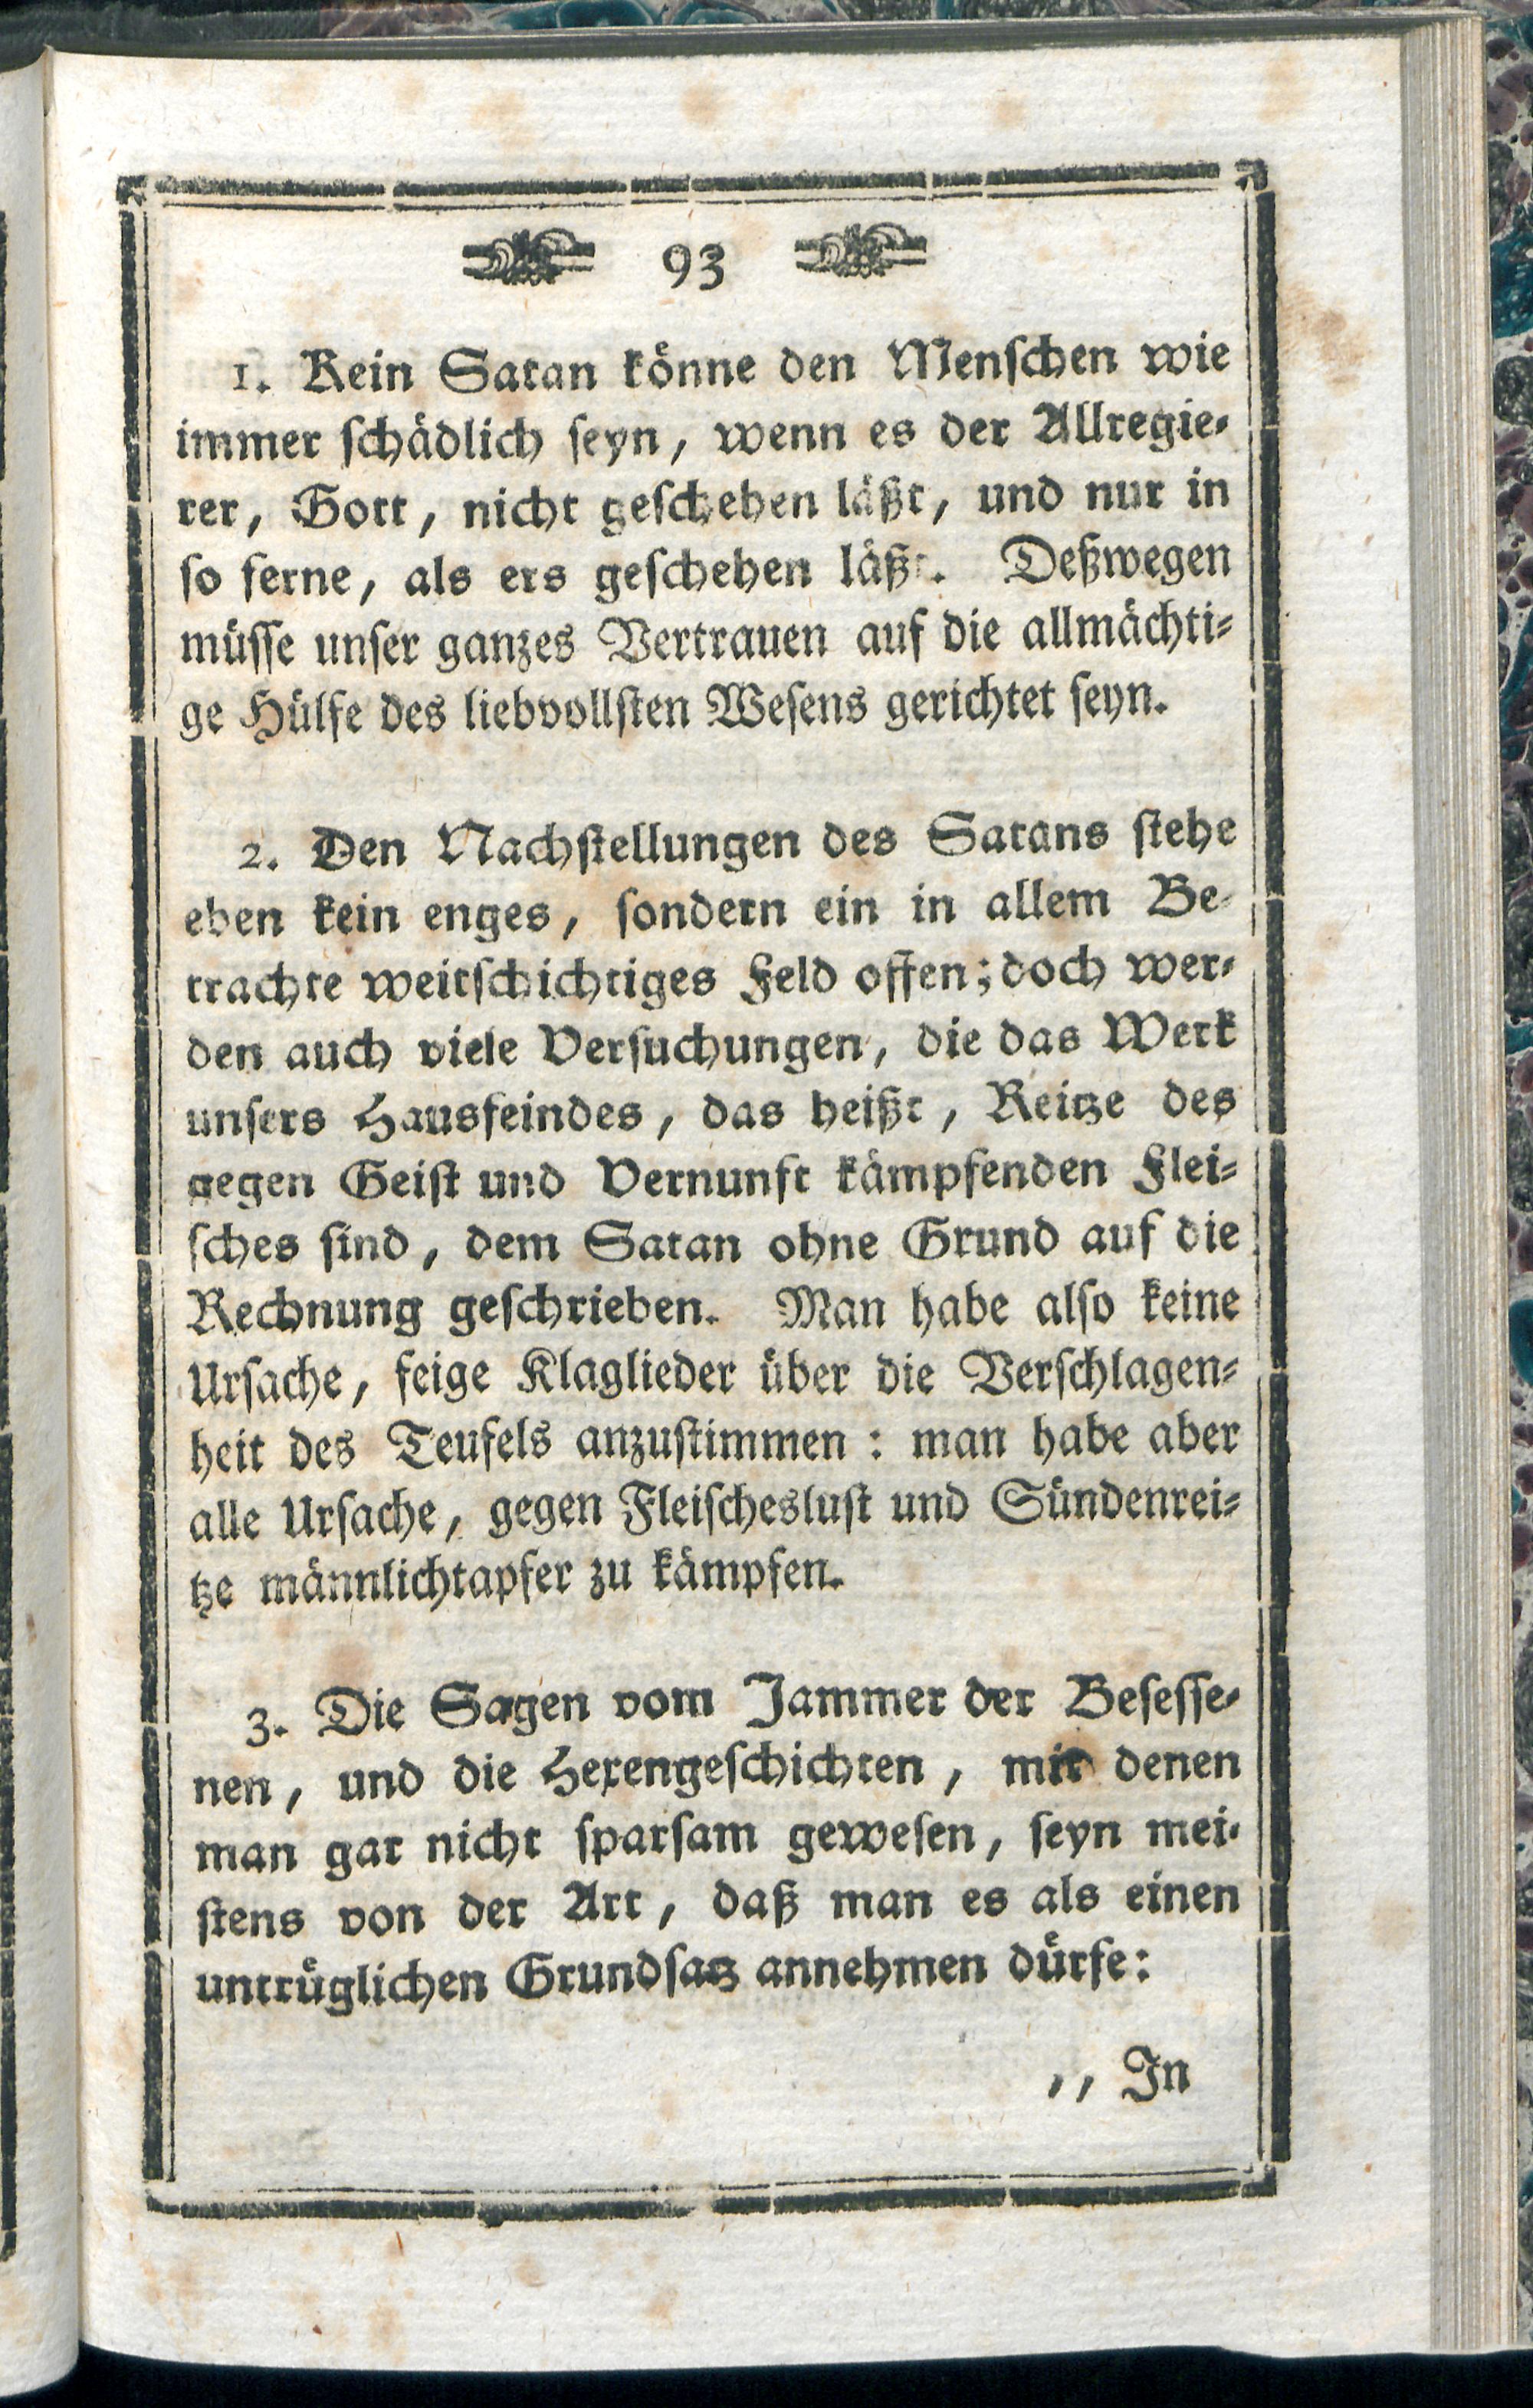 93
1. Kein Satan könne den Menſchen wie
immer ſchädlich ſeyn, wenn es der Allregie-
rer, Gott, nicht geſchehen läßt, und nur in
ſo ferne, als ers geſchehen läßt. Deßwegen
müſſe unſer ganzes Vertrauen auf die allmächti-
ge Hülfe des liebvollſten Weſens gerichtet ſeyn.
2. Den Nachſtellungen des Satans ſtehe
eben kein enges, ſondern ein in allem Be-
trachte weitſchichtiges Feld offen; doch wer-
den auch viele Verſuchungen, die das Werk
unſers Hausfeindes, das heißt, Reitze des
gegen Geiſt und Vernunft kämpfenden Flei-
ſches ſind, dem Satan ohne Grund auf die
Rechnung geſchrieben. Man habe alſo keine
Urſache, feige Klaglieder über die Verſchlagen-
heit des Teufels anzuſtimmen: man habe aber
alle Urſache, gegen Fleiſchesluſt und Sündenrei-
tze männlichtapfer zu kämpfen.
3. Die Sagen vom Jammer der Beſeſſe-
nen, und die Hexengeſchichten, mit denen
man gar nicht ſparſam geweſen, ſeyn mei-
ſtens von der Art, daß man es als einen
untrüglichen Grundſatz annehmen dürfe:
„ In